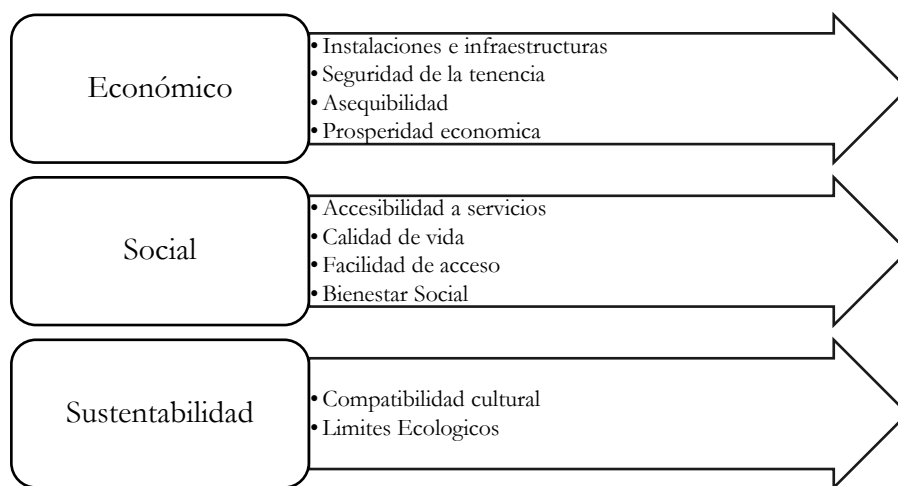 Económico
• Instalaciones e infraestructuras
• Seguridad de la tenencia
• Asequibilidad
• Prosperidad economica
Social
• Accesibilidad a servicios
• Calidad de vida
• Facilidad de acceso
• Bienestar Social
Sustentabilidad
• Compatibilidad cultural
• Limites Ecologicos